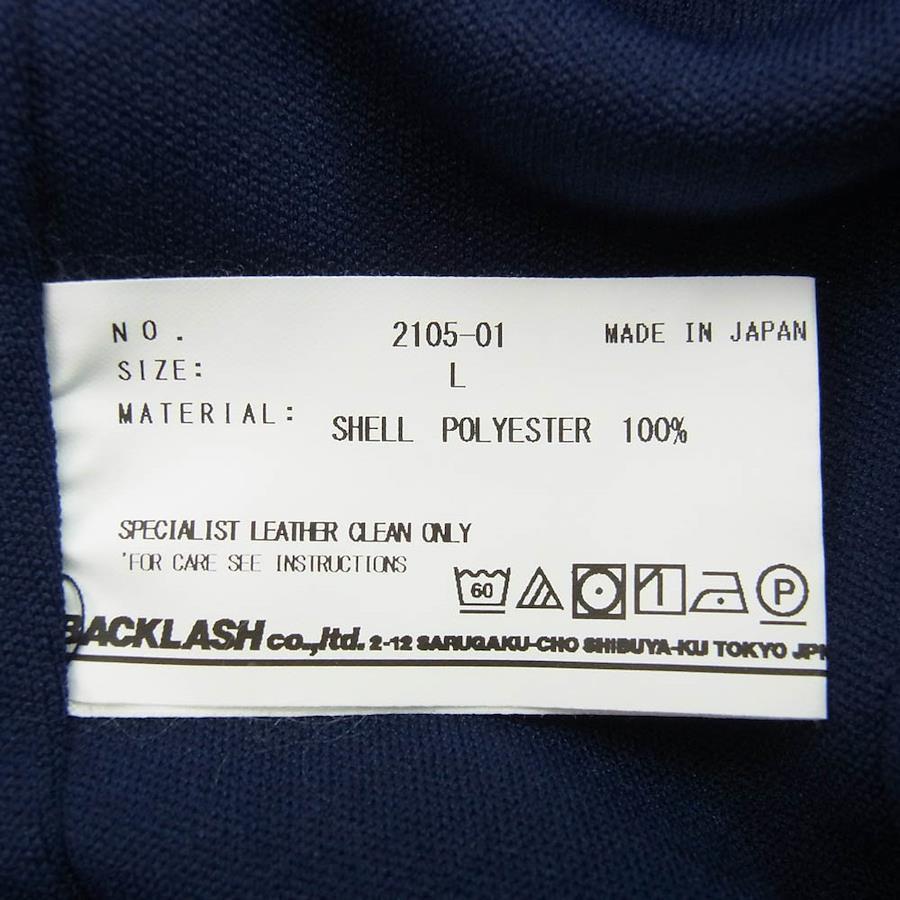 NO. 2105-01 MADE IN JAPAN
SIZE: L
MATERIAL: SHELL POLYESTER 100%
SPECIALIST LEATHER CLEAN ONLY
'FOR CARE SEE INSTRUCTIONS
60 P
BACKLASH co.,ltd. 2-12 SARUGAKU-CHO SHIBUYA-KU TOKYO JPN